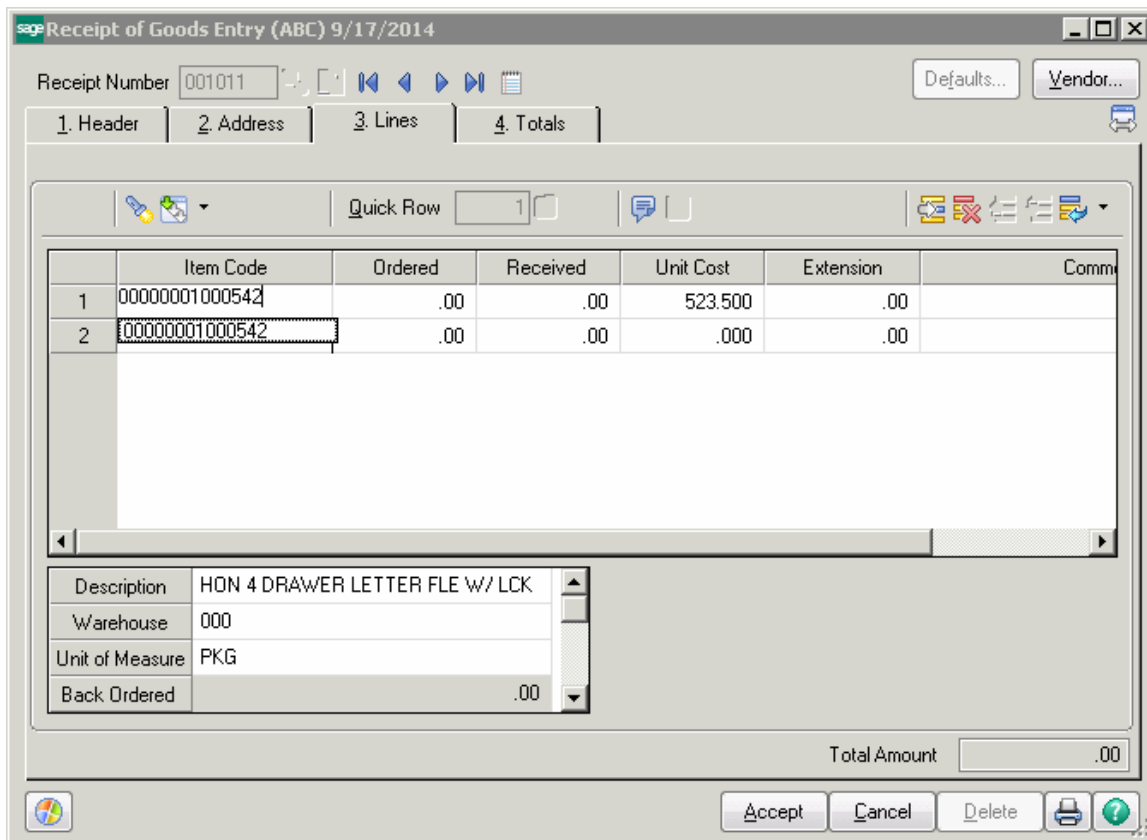 sage Receipt of Goods Entry (ABC) 9/17/2014
Receipt Number 001011 Defaults... Vendor...
1. Header 2. Address 3. Lines 4. Totals
Quick Row 1
Item Code Ordered Received Unit Cost Extension Comme
1 00000001000542 .00 .00 523.500 .00
2 00000001000542 .00 .00 .000 .00
Description HON 4 DRAWER LETTER FLE W/ LCK
Warehouse 000
Unit of Measure PKG
Back Ordered .00
Total Amount .00
Accept Cancel Delete